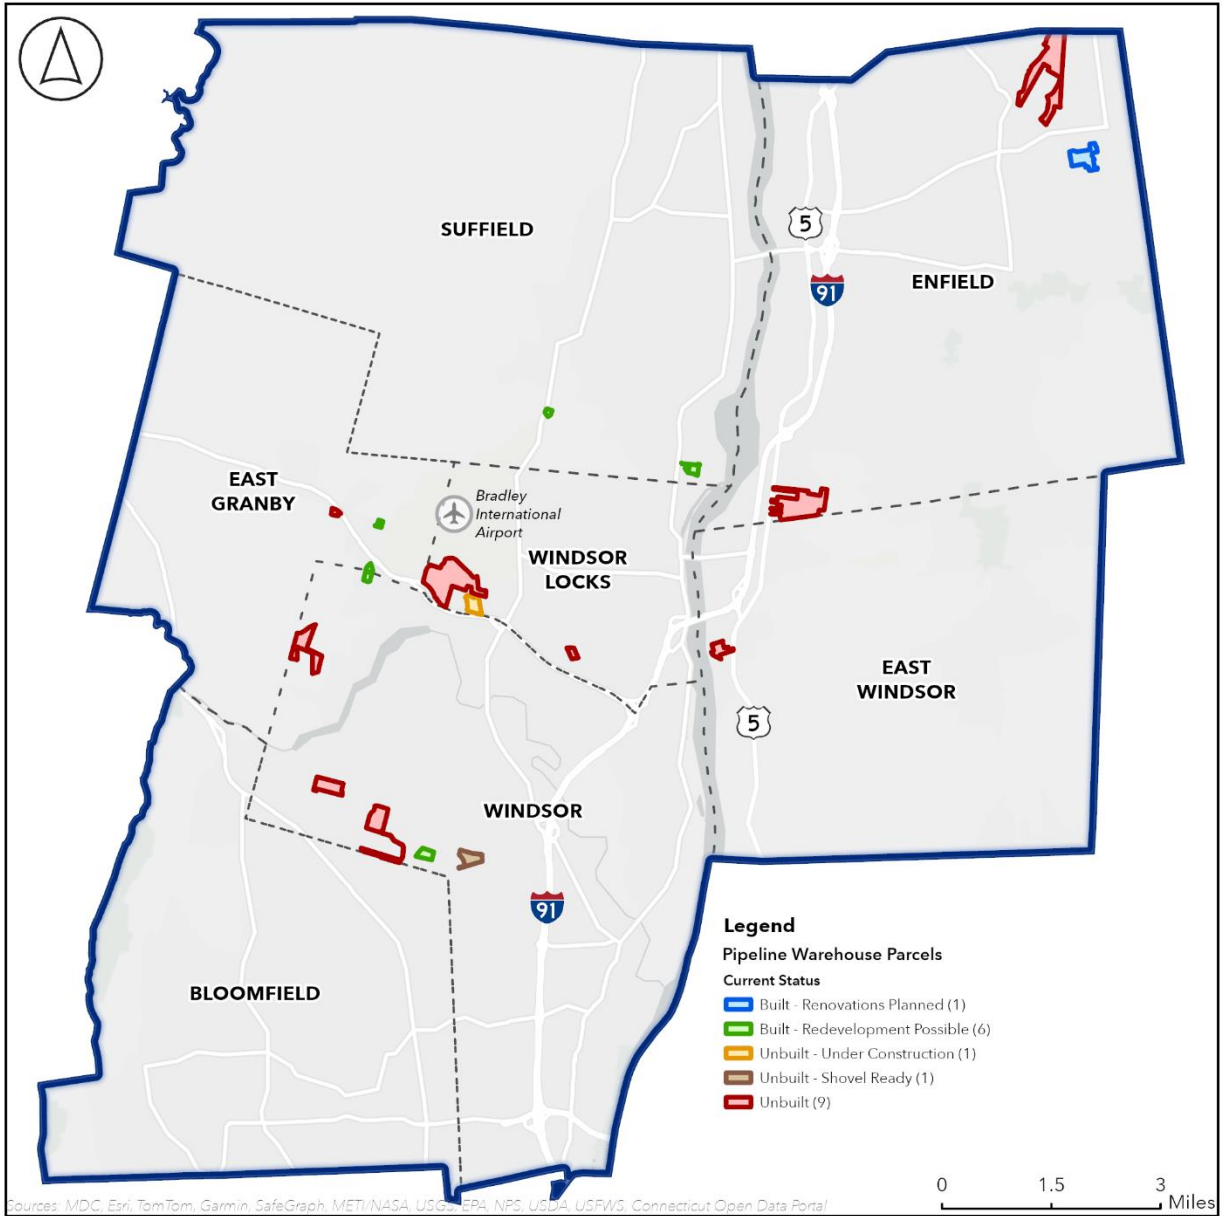 SUFFIELD
5
ENFIELD
91
EAST
GRANBY
Bradley
International
Airport
WINDSOR
LOCKS
EAST
WINDSOR
5
WINDSOR
91
BLOOMFIELD
Legend
Pipeline Warehouse Parcels
Current Status
Built - Renovations Planned (1)
Built - Redevelopment Possible (6)
Unbuilt - Under Construction (1)
Unbuilt - Shovel Ready (1)
Unbuilt (9)
0 1.5 3
Miles
Sources: MDC, Esri, TomTom, Garmin, SafeGraph, METI/NASA, USGS, EPA, NPS, USDA, USFWS, Connecticut Open Data Portal